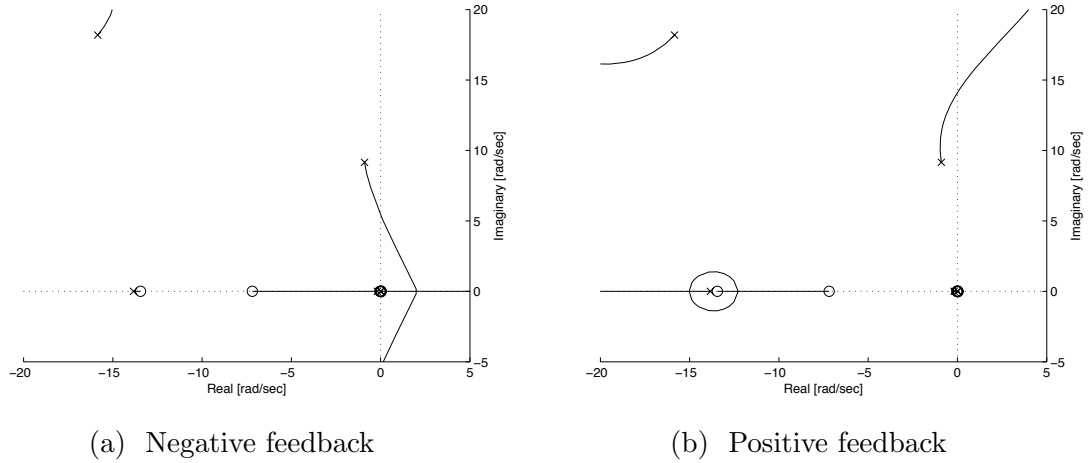 20
15
10
5
0
−5
Imaginary [rad/sec]
−20 −15 −10 −5 0 5
Real [rad/sec]
(a) Negative feedback
20
15
10
5
0
−5
Imaginary [rad/sec]
−20 −15 −10 −5 0 5
Real [rad/sec]
(b) Positive feedback